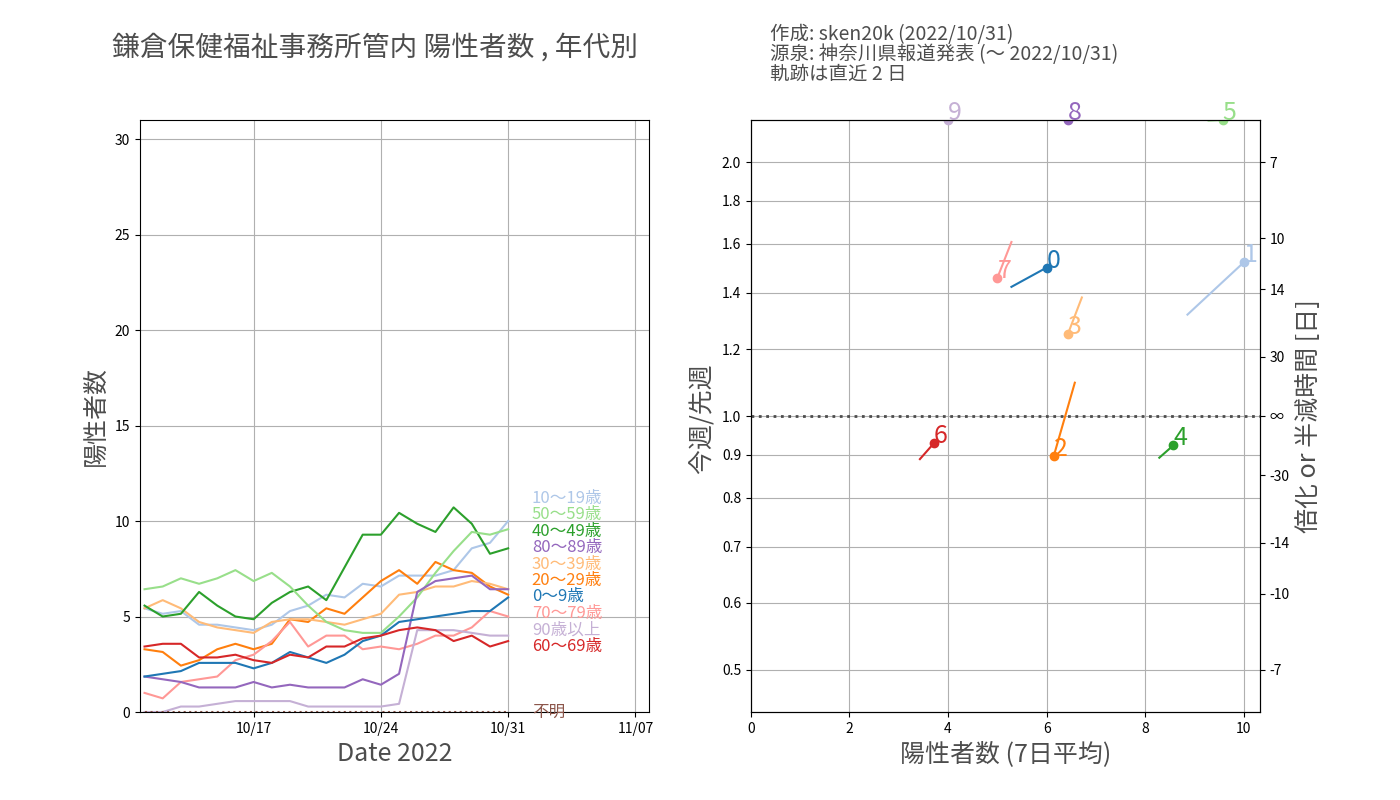 鎌倉保健福祉事務所管内 陽性者数 , 年代別
作成: sken20k (2022/10/31)
源泉: 神奈川県報道発表 (〜 2022/10/31)
軌跡は直近 2 日
陽性者数
30
25
20
15
10
5
0
10/17
10/24
10/31
11/07
Date 2022
10〜19歳
50〜59歳
40〜49歳
80〜89歳
30〜39歳
20〜29歳
0〜9歳
70〜79歳
90歳以上
60〜69歳
不明
今週/先週
2.0
1.8
1.6
1.4
1.2
1.0
0.9
0.8
0.7
0.6
0.5
9
8
5
7
0
1
3
6
2
4
0
2
4
6
8
10
陽性者数 (7日平均)
7
10
14
30
∞
-30
-14
-10
-7
倍化 or 半減時間 [日]